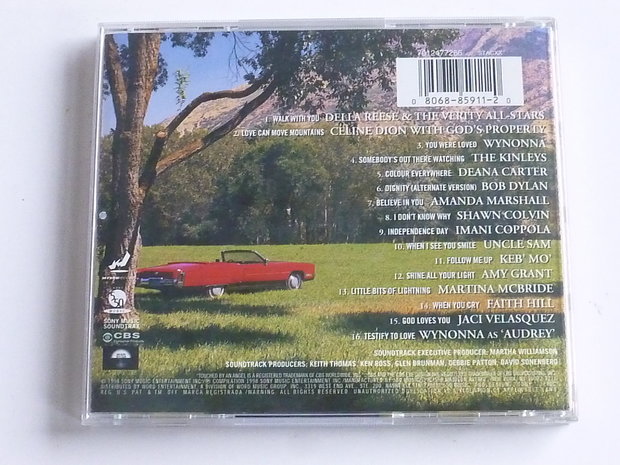 0 8068-85911-2 0
1. WALK WITH YOU DELLA REESE & THE VERITY ALL-STARS
2. LOVE CAN MOVE MOUNTAINS CELINE DION WITH GOD'S PROPERTY
3. YOU WERE LOVED WYNONNA
4. SOMEBODY'S OUT THERE WATCHING THE KINLEYS
5. COLOUR EVERYWHERE DEANA CARTER
6. DIGNITY (ALTERNATE VERSION) BOB DYLAN
7. BELIEVE IN YOU AMANDA MARSHALL
8. I DON'T KNOW WHY SHAWN COLVIN
9. INDEPENDENCE DAY IMANI COPPOLA
10. WHEN I SEE YOU SMILE UNCLE SAM
11. FOLLOW ME UP KEB' MO'
12. SHINE ALL YOUR LIGHT AMY GRANT
13. LITTLE BITS OF LIGHTNING MARTINA MCBRIDE
14. WHEN YOU CRY FAITH HILL
15. GOD LOVES YOU JACI VELASQUEZ
16. TESTIFY TO LOVE WYNONNA AS 'AUDREY'
SONY MUSIC
SOUNDTRAX
CBS
SOUNDTRACK EXECUTIVE PRODUCER: MARTHA WILLIAMSON
SOUNDTRACK PRODUCERS: KEITH THOMAS, KEN ROSS, GLEN BRUNMAN, DEBBIE PATTON, DAVID SONENBERG